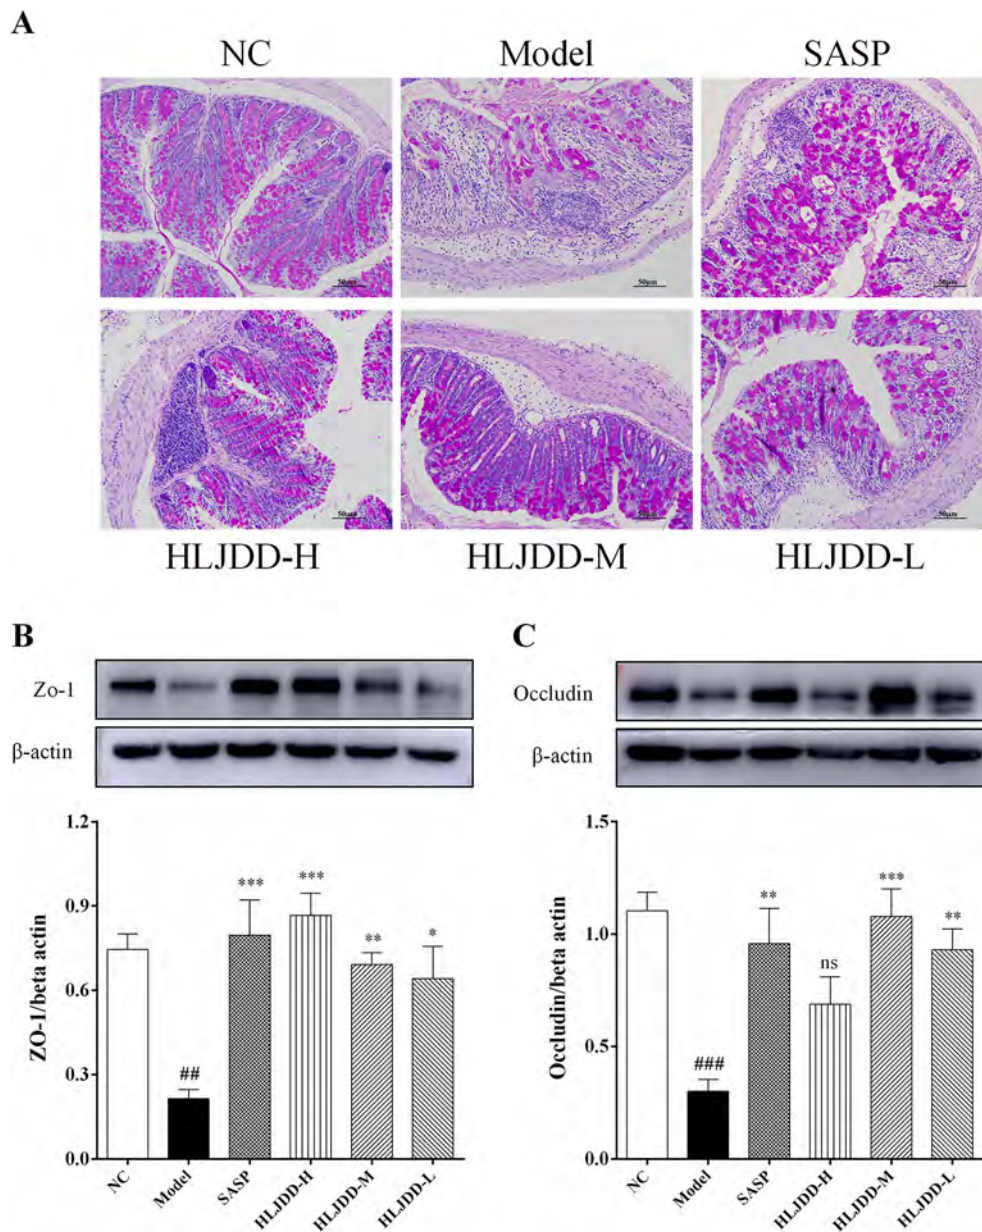 A
NC Model SASP
50μm 50μm 50μm
50μm 50μm 50μm
HLJDD-H HLJDD-M HLJDD-L
B
Zo-1
β-actin
1.2
0.9
0.6
0.3
0.0
ZO-1/beta actin
## *** *** ** *
NC Model SASP HLJDD-H HLJDD-M HLJDD-L
C
Occludin
β-actin
1.5
1.0
0.5
0.0
Occludin/beta actin
### ** ns *** **
NC Model SASP HLJDD-H HLJDD-M HLJDD-L